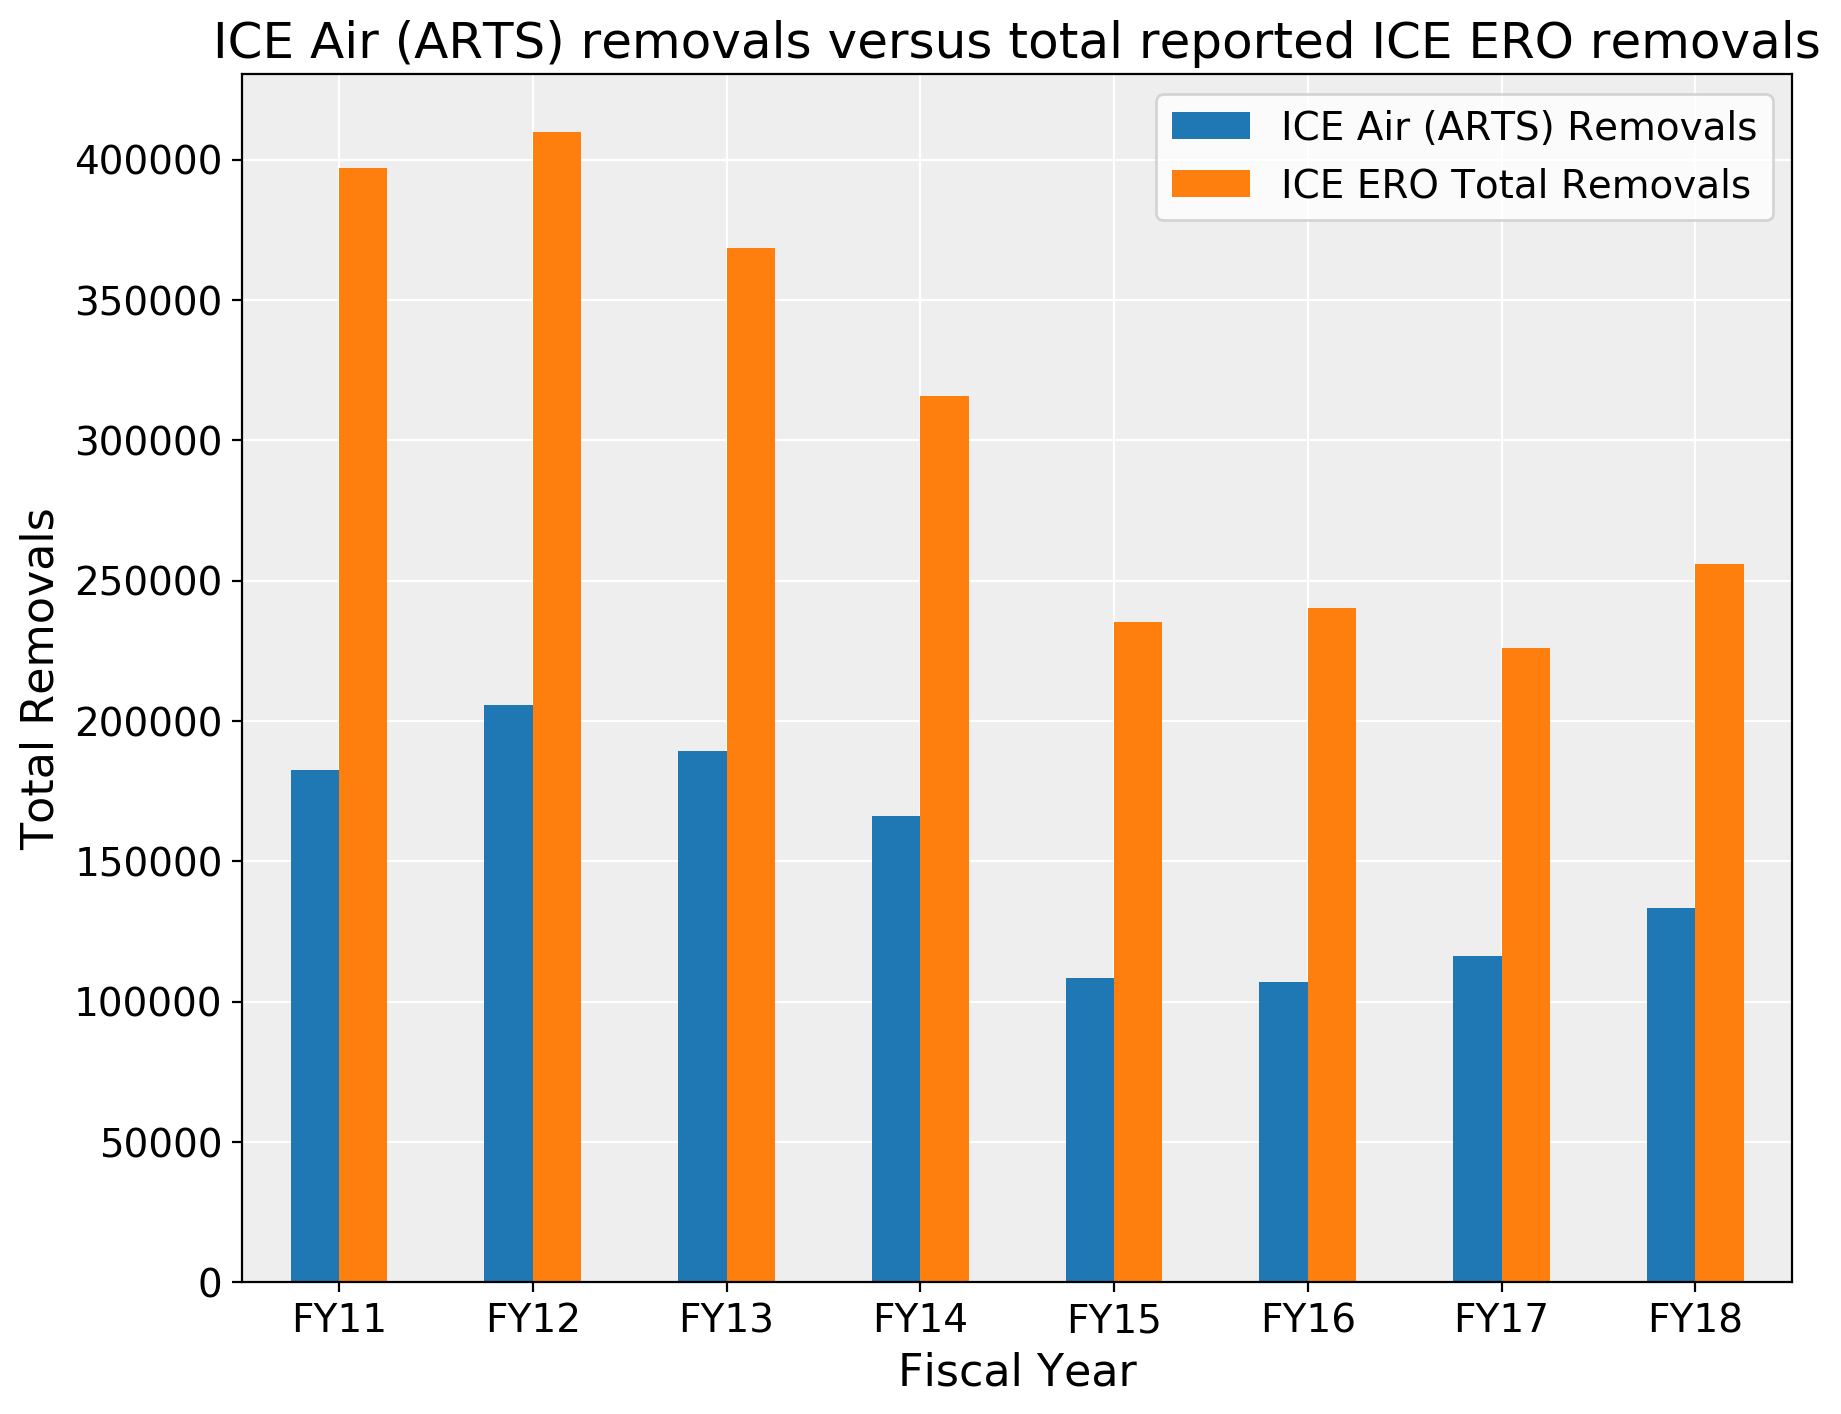 ICE Air (ARTS) removals versus total reported ICE ERO removals
ICE Air (ARTS) Removals
ICE ERO Total Removals
400000
350000
300000
250000
200000
150000
100000
50000
0
Total Removals
FY11 FY12 FY13 FY14 FY15 FY16 FY17 FY18
Fiscal Year